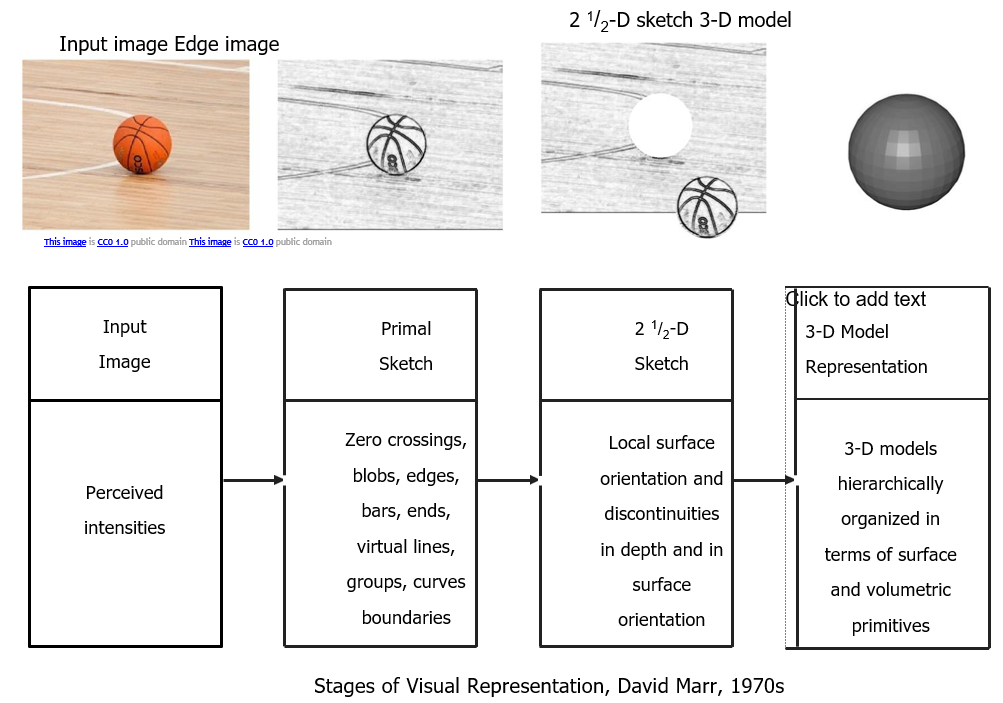 2 1/2-D sketch 3-D model
Input image Edge image
This image is CC0 1.0 public domain This image is CC0 1.0 public domain
Input
Image
Perceived
intensities
Primal
Sketch
Zero crossings,
blobs, edges,
bars, ends,
virtual lines,
groups, curves
boundaries
2 1/2-D
Sketch
Local surface
orientation and
discontinuities
in depth and in
surface
orientation
Click to add text
3-D Model
Representation
3-D models
hierarchically
organized in
terms of surface
and volumetric
primitives
Stages of Visual Representation, David Marr, 1970s